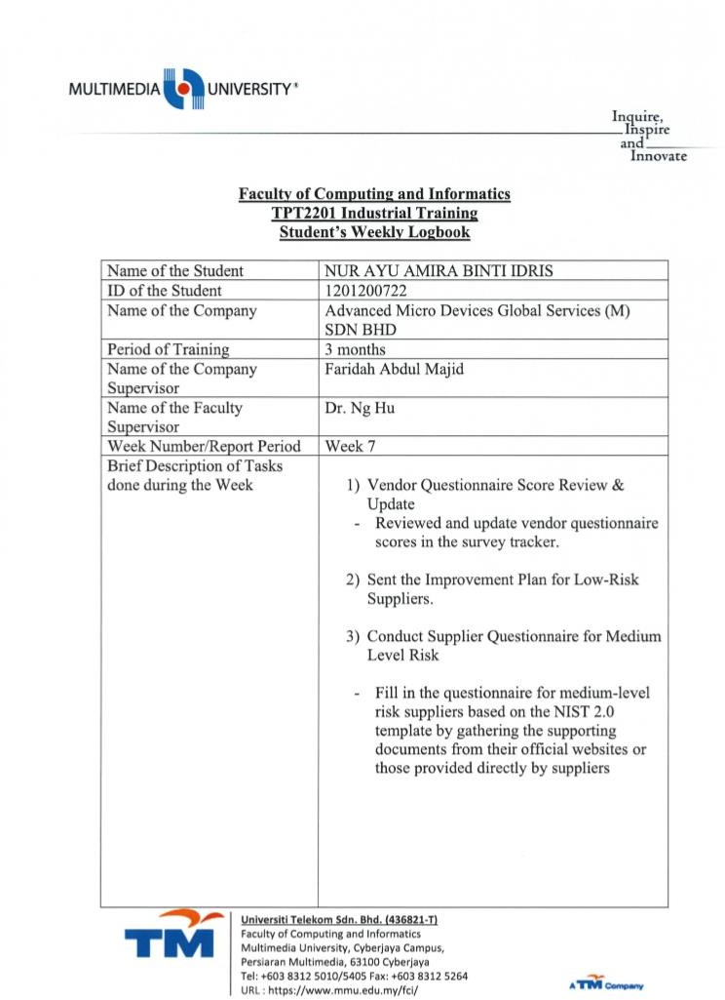 MULTIMEDIA UNIVERSITY
Inquire,
Inspire
and
Innovate
Faculty of Computing and Informatics
TPT2201 Industrial Training
Student's Weekly Logbook
Name of the Student NUR AYU AMIRA BINTI IDRIS
ID of the Student 1201200722
Name of the Company Advanced Micro Devices Global Services (M)
SDN BHD
Period of Training 3 months
Name of the Company Faridah Abdul Majid
Supervisor
Name of the Faculty Dr. Ng Hu
Supervisor
Week Number/Report Period Week 7
Brief Description of Tasks
done during the Week
1) Vendor Questionnaire Score Review &
Update
- Reviewed and update vendor questionnaire
scores in the survey tracker.
2) Sent the Improvement Plan for Low-Risk
Suppliers.
3) Conduct Supplier Questionnaire for Medium
Level Risk
- Fill in the questionnaire for medium-level
risk suppliers based on the NIST 2.0
template by gathering the supporting
documents from their official websites or
those provided directly by suppliers
TM
Universiti Telekom Sdn. Bhd. (436821-T)
Faculty of Computing and Informatics
Multimedia University, Cyberjaya Campus,
Persiaran Multimedia, 63100 Cyberjaya
Tel: +603 8312 5010/5405 Fax: +603 8312 5264
URL : https://www.mmu.edu.my/fci/
A TM Company